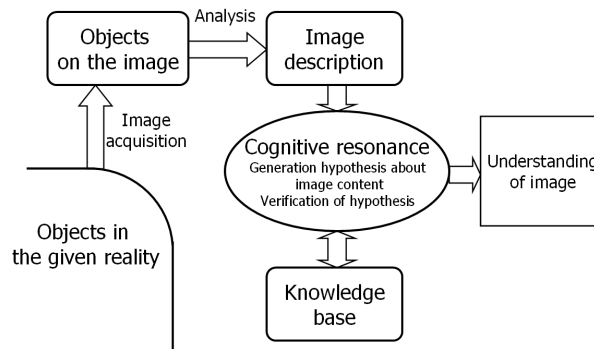 Analysis
Objects
on the image
Image
description
Image
acquisition
Cognitive resonance
Generation hypothesis about
image content
Verification of hypothesis
Understanding
of image
Objects in
the given reality
Knowledge
base